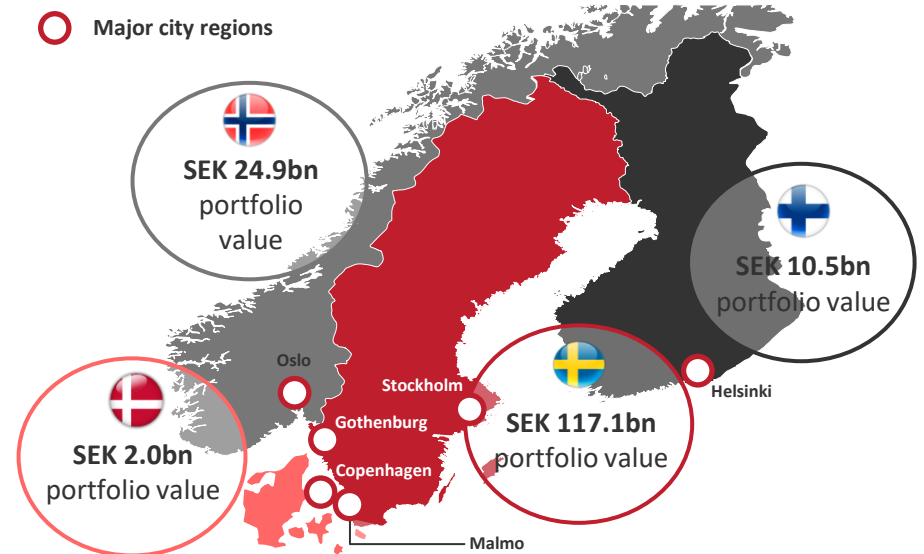 Major city regions
SEK 24.9bn
portfolio
value
SEK 10.5bn
portfolio value
Oslo
Stockholm
Helsinki
SEK 2.0bn
portfolio value
Gothenburg
SEK 117.1bn
portfolio value
Copenhagen
Malmo